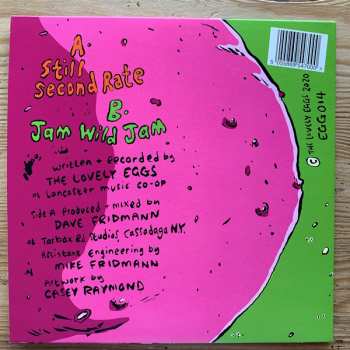 A
Still
Second Rate
B.
Jam Wild Jam
Written + Recorded by
THE LOVELY EGGS
at Lancaster Music CO-OP
Side A Produced + mixed by
DAVE FRIDMANN
at Tarbox Rd. Studios, Cassadaga N.Y.
Assistant Engineering by
MIKE FRIDMANN
Artwork by
CASEY RAYMOND
© THE LOVELY EGGS 2020
EGG 014